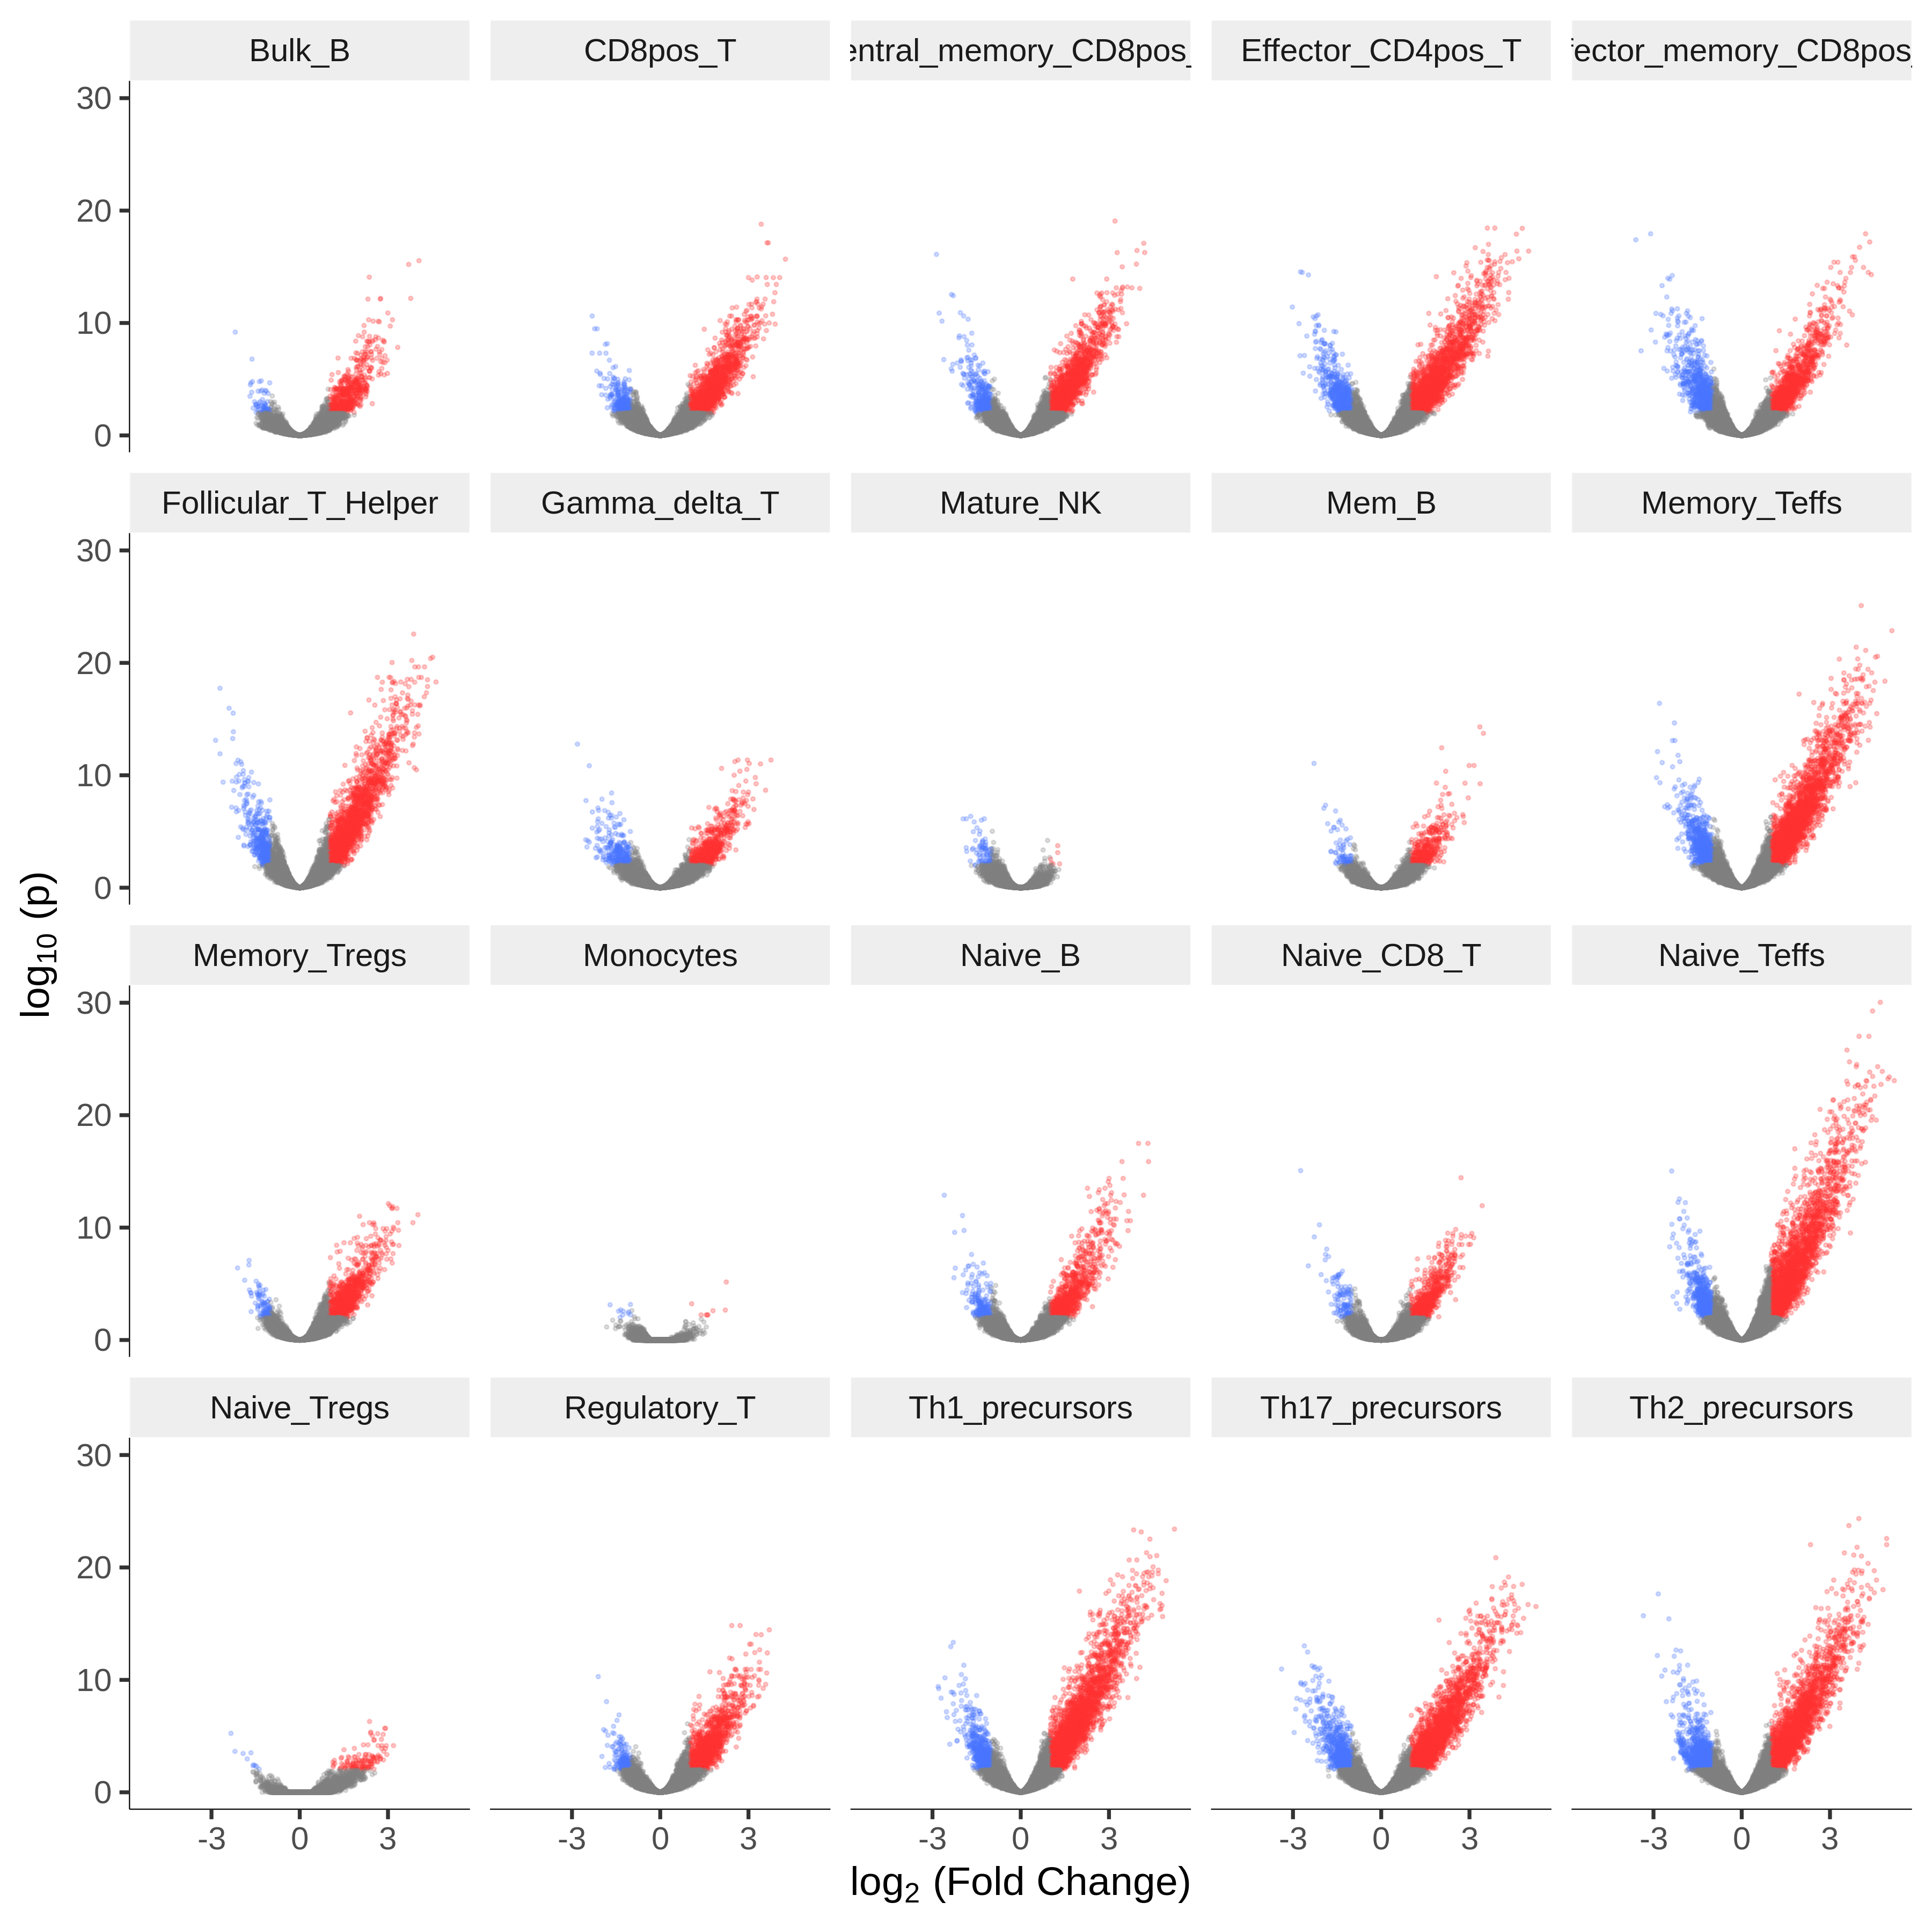 Bulk_B
CD8pos_T
entral_memory_CD8pos_
Effector_CD4pos_T
fector_memory_CD8pos_
30
20
10
0
Follicular_T_Helper
Gamma_delta_T
Mature_NK
Mem_B
Memory_Teffs
30
20
10
0
log10 (p)
Memory_Tregs
Monocytes
Naive_B
Naive_CD8_T
Naive_Teffs
30
20
10
0
Naive_Tregs
Regulatory_T
Th1_precursors
Th17_precursors
Th2_precursors
30
20
10
0
-3 0 3
-3 0 3
-3 0 3
-3 0 3
-3 0 3
log2 (Fold Change)